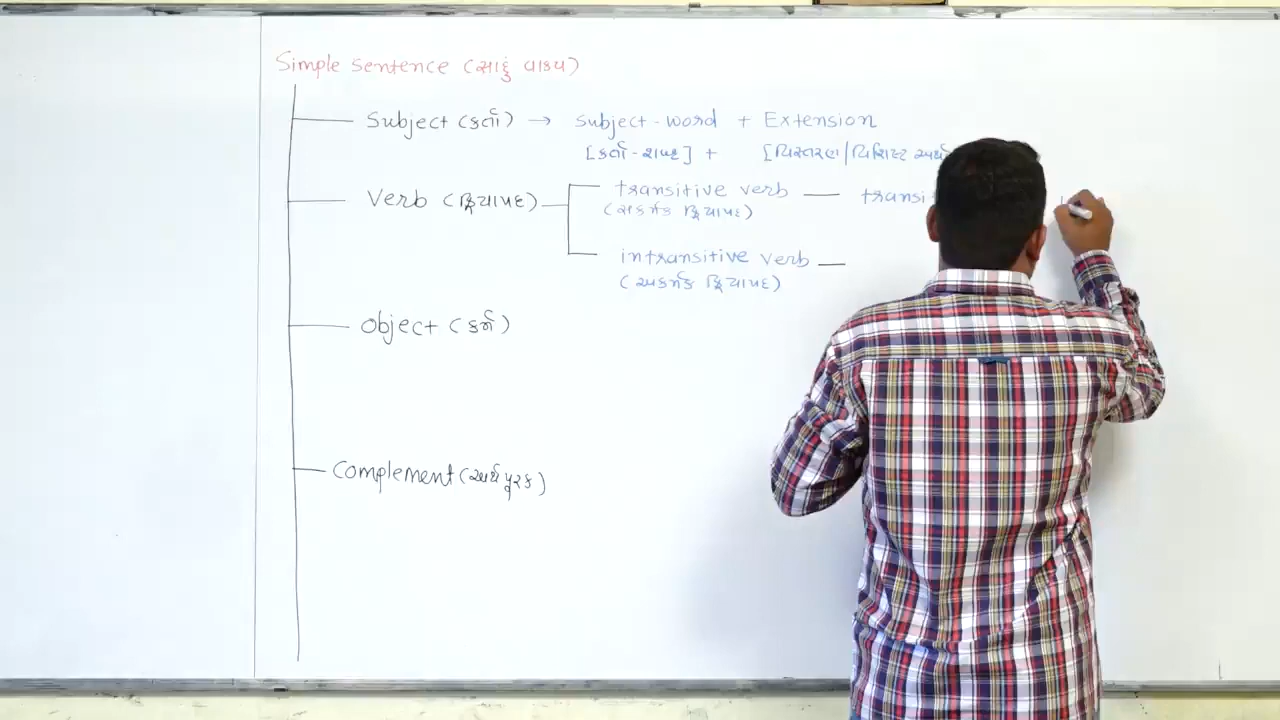 Simple sentence (સાદું વાક્ય)
Subject (કર્તા) → subject-word + Extension
[કર્તા-શબ્દ] + [વિસ્તરણ/વિશિષ્ટ અર્થ
Verb (ક્રિયાપદ) transitive verb — transi
(સકર્મક ક્રિયાપદ)
intransitive verb —
(અકર્મક ક્રિયાપદ)
Object (કર્મ)
Complement (અર્થપૂરક)